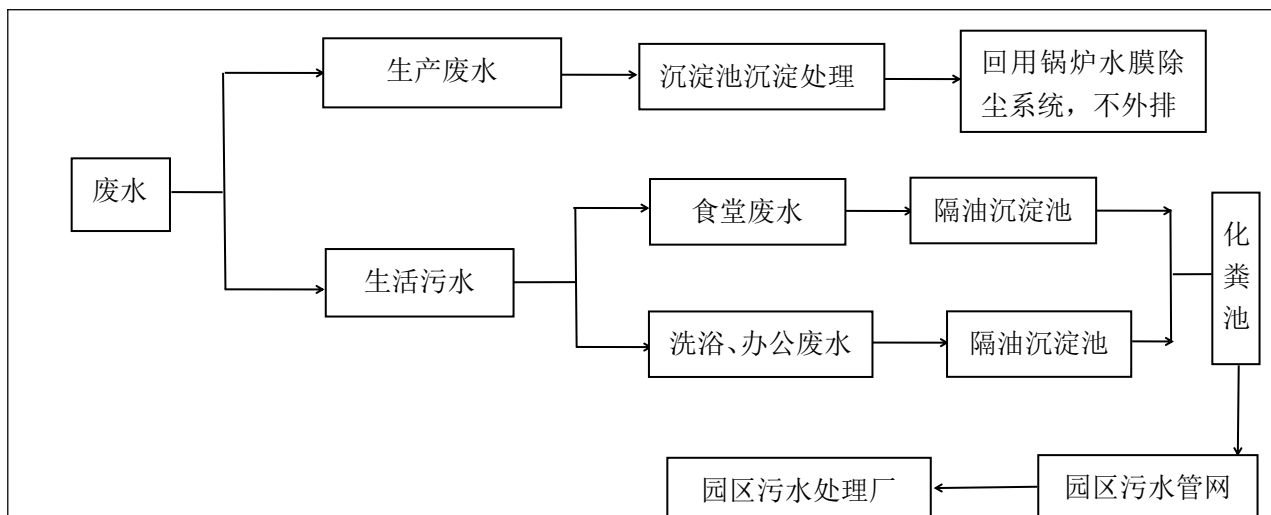 生产废水
沉淀池沉淀处理
回用锅炉水膜除
尘系统，不外排
废水
食堂废水
隔油沉淀池
化
粪
池
生活污水
洗浴、办公废水
隔油沉淀池
园区污水处理厂
园区污水管网